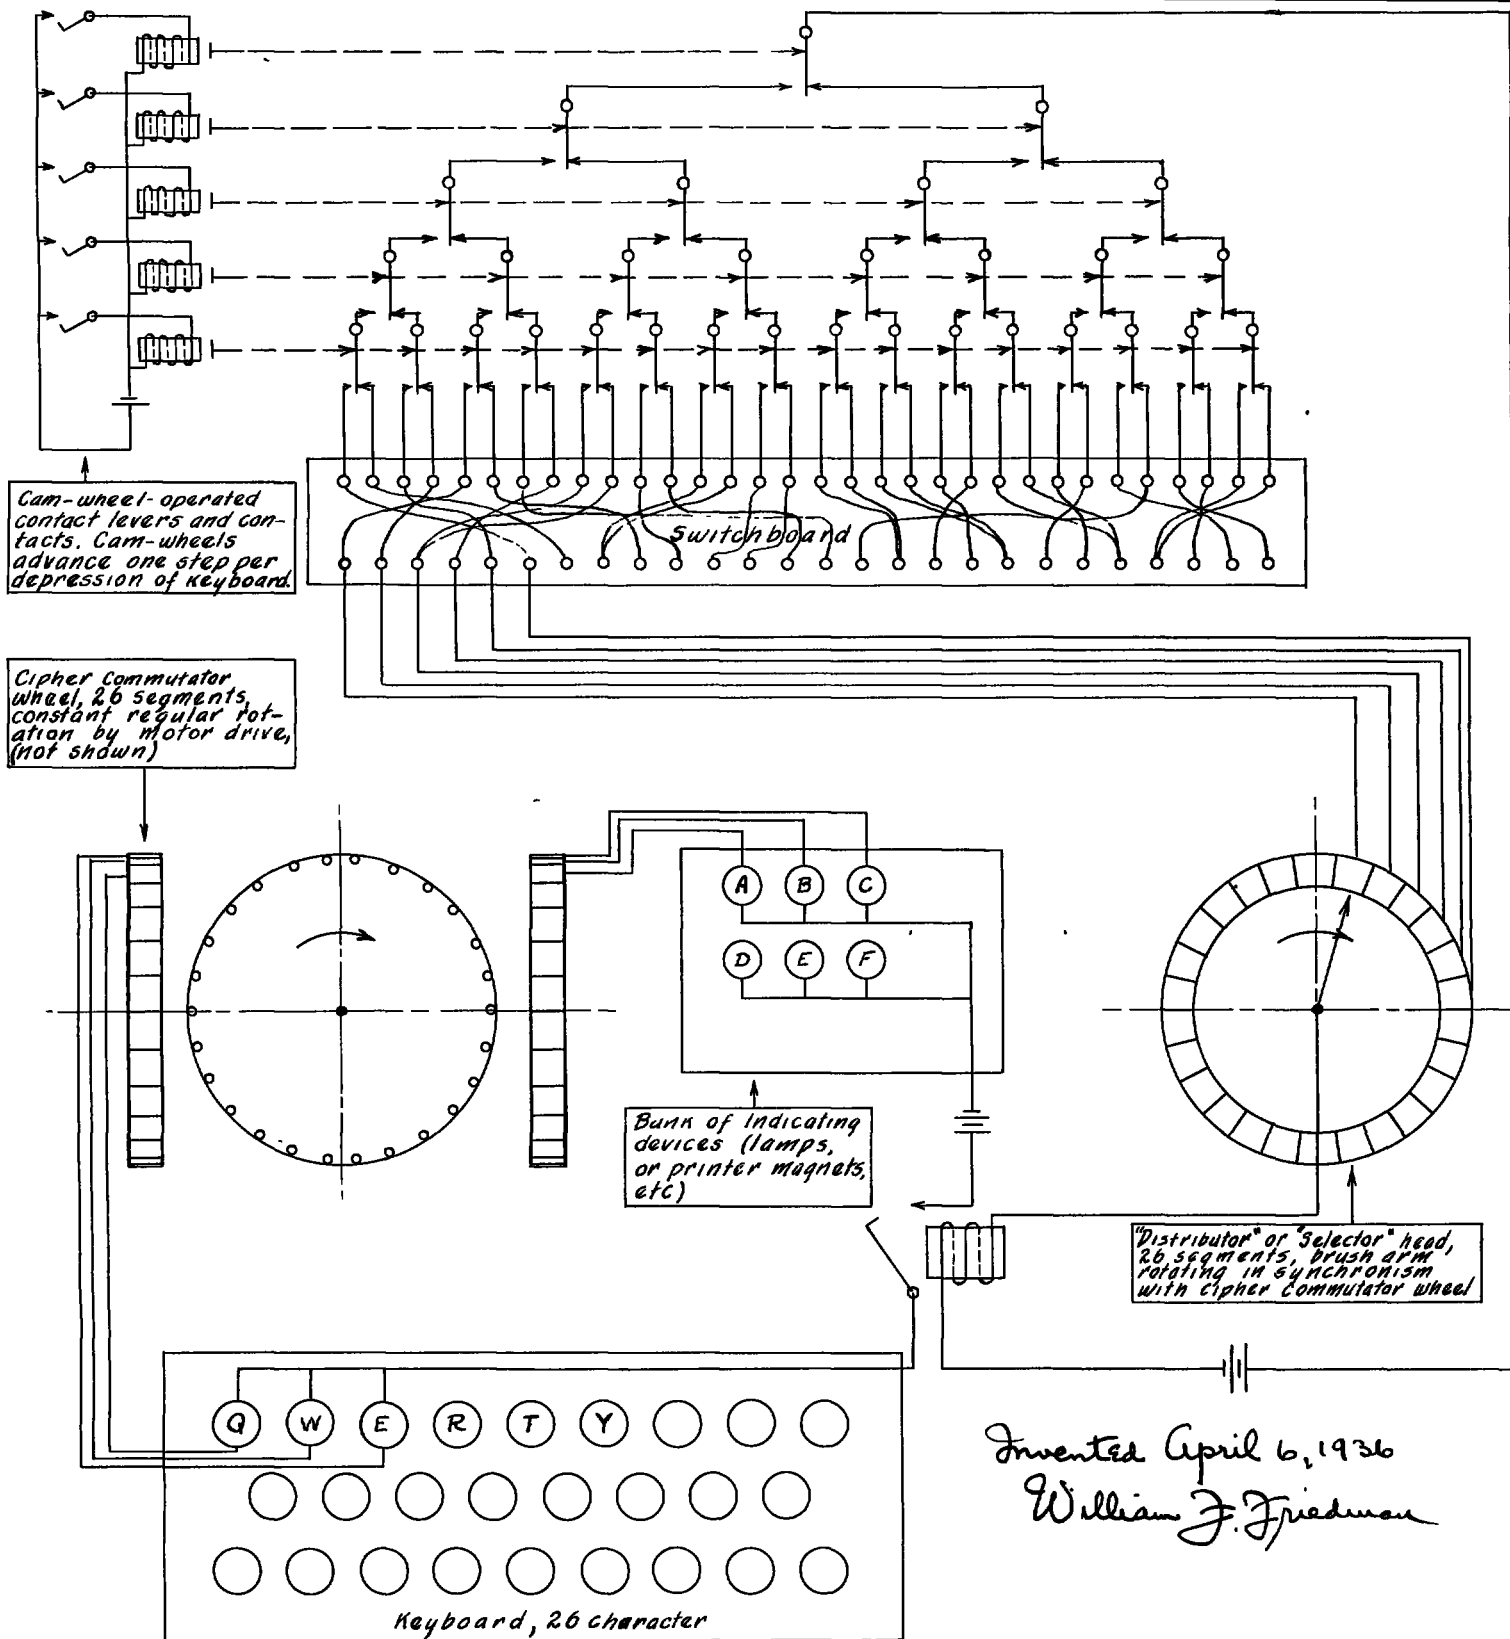 Cam-wheel-operated
contact levers and con-
tacts. Cam-wheels
advance one step per
depression of keyboard.
Switchboard
Cipher commutator
wheel, 26 segments,
constant regular rot-
ation by motor drive,
(not shown)
A B C
D E F
Bank of indicating
devices (lamps,
or printer magnets,
etc)
"Distributor" or "Selector" head,
26 segments, brush arm
rotating in synchronism
with cipher commutator wheel
Q W E R T Y
Keyboard, 26 character
Invented April 6, 1936
William F. Friedman